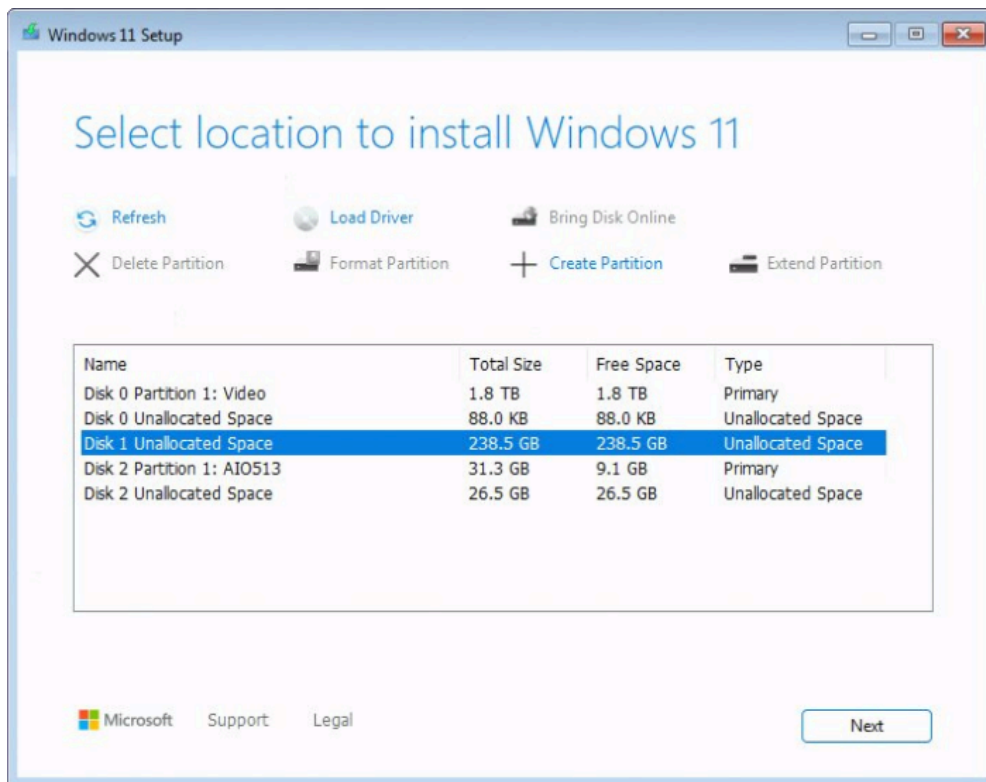 Windows 11 Setup
Select location to install Windows 11
Refresh Load Driver Bring Disk Online
Delete Partition Format Partition Create Partition Extend Partition
Name Total Size Free Space Type
Disk 0 Partition 1: Video 1.8 TB 1.8 TB Primary
Disk 0 Unallocated Space 88.0 KB 88.0 KB Unallocated Space
Disk 1 Unallocated Space 238.5 GB 238.5 GB Unallocated Space
Disk 2 Partition 1: AIO513 31.3 GB 9.1 GB Primary
Disk 2 Unallocated Space 26.5 GB 26.5 GB Unallocated Space
Microsoft Support Legal Next